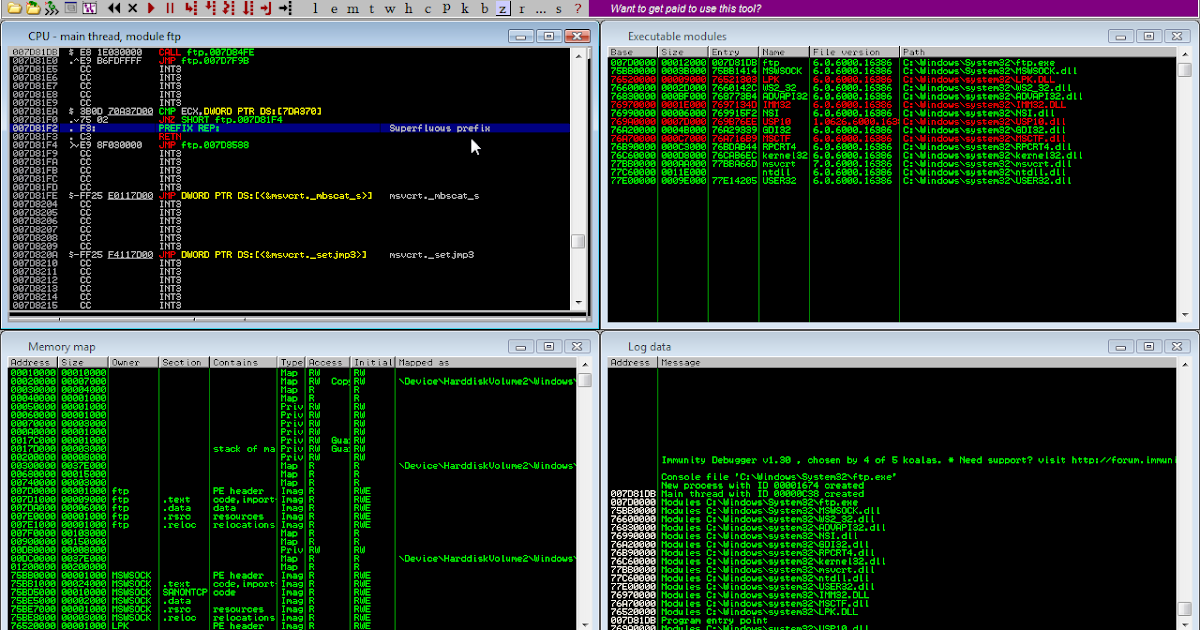 l e m t w h c P k b z r ... s ?
Want to get paid to use this tool?
CPU - main thread, module ftp
007D81DB $ E8 1E030000 CALL ftp.007D84FE
007D81E0 .^E9 B6FDFFFF JMP ftp.007D7F9B
007D81E5 CC INT3
007D81E6 CC INT3
007D81E7 CC INT3
007D81E8 CC INT3
007D81E9 CC INT3
007D81EA $ 3B0D 70A37D00 CMP ECX,DWORD PTR DS:[7DA370]
007D81F0 .v75 02 JNZ SHORT ftp.007D81F4
007D81F2 . F3: PREFIX REP: Superfluous prefix
007D81F3 . C3 RETN
007D81F4 >-E9 8F030000 JMP ftp.007D8588
007D81F9 CC INT3
007D81FA CC INT3
007D81FB CC INT3
007D81FC CC INT3
007D81FD CC INT3
007D81FE $-FF25 E0117D00 JMP DWORD PTR DS:[<&msvcrt._mbscat_s>] msvcrt._mbscat_s
007D8204 CC INT3
007D8205 CC INT3
007D8206 CC INT3
007D8207 CC INT3
007D8208 CC INT3
007D8209 CC INT3
007D820A $-FF25 F4117D00 JMP DWORD PTR DS:[<&msvcrt._setjmp3>] msvcrt._setjmp3
007D8210 CC INT3
007D8211 CC INT3
007D8212 CC INT3
007D8213 CC INT3
007D8214 CC INT3
007D8215 CC INT3
Executable modules
Base Size Entry Name File version Path
007D0000 00012000 007D81DB ftp 6.0.6000.16386 C:\Windows\System32\ftp.exe
75BB0000 0003B000 75BB1414 MSWSOCK 6.0.6000.16386 C:\Windows\System32\MSWSOCK.dll
76520000 00009000 76521303 LPK 6.0.6000.16386 C:\Windows\system32\LPK.DLL
76600000 0002D000 7660142C WS2_32 6.0.6000.16386 C:\Windows\system32\WS2_32.dll
76830000 000BF000 768773B4 ADVAPI32 6.0.6000.16386 C:\Windows\system32\ADVAPI32.dll
76970000 0001E000 7697134D IMM32 6.0.6000.16386 C:\Windows\system32\IMM32.DLL
76990000 00006000 769915F2 NSI 6.0.6000.16386 C:\Windows\system32\NSI.dll
769A0000 0007D000 USP10 C:\Windows\system32\USP10.dll
76A20000 0004B000 76A29339 GDI32 6.0.6000.16386 C:\Windows\system32\GDI32.dll
76A70000 000C7000 76A716B9 MSCTF 6.0.6000.16386 C:\Windows\system32\MSCTF.dll
76B90000 000C3000 76BDAB44 RPCRT4 6.0.6000.16386 C:\Windows\system32\RPCRT4.dll
76C60000 000D8000 76CAB6EC kernel32 6.0.6000.16386 C:\Windows\system32\kernel32.dll
77BB0000 000AA000 77BBA66D msvcrt 7.0.6000.16386 C:\Windows\system32\msvcrt.dll
77C60000 0011E000 ntdll 6.0.6000.16386 C:\Windows\system32\ntdll.dll
77E00000 0009E000 77E14205 USER32 6.0.6000.16386 C:\Windows\system32\USER32.dll
Memory map
Address Size Owner Section Contains Type Access Initial Mapped as
00010000 00010000 Map RW RW
00020000 00007000 Map RW Cop RW \Device\HarddiskVolume2\Windows\
00030000 00004000 Map R R
00040000 00001000 Map R R
00050000 00001000 Priv RW RW
00060000 00001000 Priv RW RW
00070000 00003000 Priv RW RW
000A0000 00001000 Priv RW RW
0017C000 00001000 Priv RW Gua RW
0017D000 00003000 stack of ma Priv RW Gua RW
00200000 00008000 Priv RW RW
00300000 0037E000 Map R R \Device\HarddiskVolume2\Windows\
00680000 00015000 Map R R
00740000 00003000 Map R R
007D0000 00001000 ftp PE header Imag R RWE
007D1000 00009000 ftp .text code,import Imag R RWE
007DA000 00006000 ftp .data data Imag R RWE
007E0000 00001000 ftp .rsrc resources Imag R RWE
007E1000 00001000 ftp .reloc relocations Imag R RWE
007F0000 00103000 Map R R
00900000 00150000 Map R R
00DB0000 00008000 Priv RW RW
00DC0000 0037E000 Map R R \Device\HarddiskVolume2\Windows\
01200000 00200000 Map R R
75BB0000 00001000 MSWSOCK PE header Imag R RWE
75BB1000 00024000 MSWSOCK .text code,import Imag R RWE
75BD5000 00010000 MSWSOCK SANONTCP code Imag R RWE
75BE5000 00002000 MSWSOCK .data Imag R RWE
75BE7000 00001000 MSWSOCK .rsrc resources Imag R RWE
75BE8000 00003000 MSWSOCK .reloc relocations Imag R RWE
76520000 00001000 LPK PE header Imag R RWE
Log data
Address Message
Immunity Debugger v1.30 , chosen by 4 of 5 koalas. * Need support? visit http://forum.immuni
Console file 'C:\Windows\System32\ftp.exe'
New process with ID 00001674 created
007D81DB Main thread with ID 00000C38 created
007D0000 Modules C:\Windows\System32\ftp.exe
75BB0000 Modules C:\Windows\System32\MSWSOCK.dll
76600000 Modules C:\Windows\system32\WS2_32.dll
76830000 Modules C:\Windows\system32\ADVAPI32.dll
76990000 Modules C:\Windows\system32\NSI.dll
76A20000 Modules C:\Windows\system32\GDI32.dll
76B90000 Modules C:\Windows\system32\RPCRT4.dll
76C60000 Modules C:\Windows\system32\kernel32.dll
77BB0000 Modules C:\Windows\system32\msvcrt.dll
77C60000 Modules C:\Windows\system32\ntdll.dll
77E00000 Modules C:\Windows\system32\USER32.dll
76970000 Modules C:\Windows\system32\IMM32.DLL
76A70000 Modules C:\Windows\system32\MSCTF.dll
76520000 Modules C:\Windows\system32\LPK.DLL
007D81DB Program entry point
769A0000 Modules C:\Windows\system32\USP10.dll